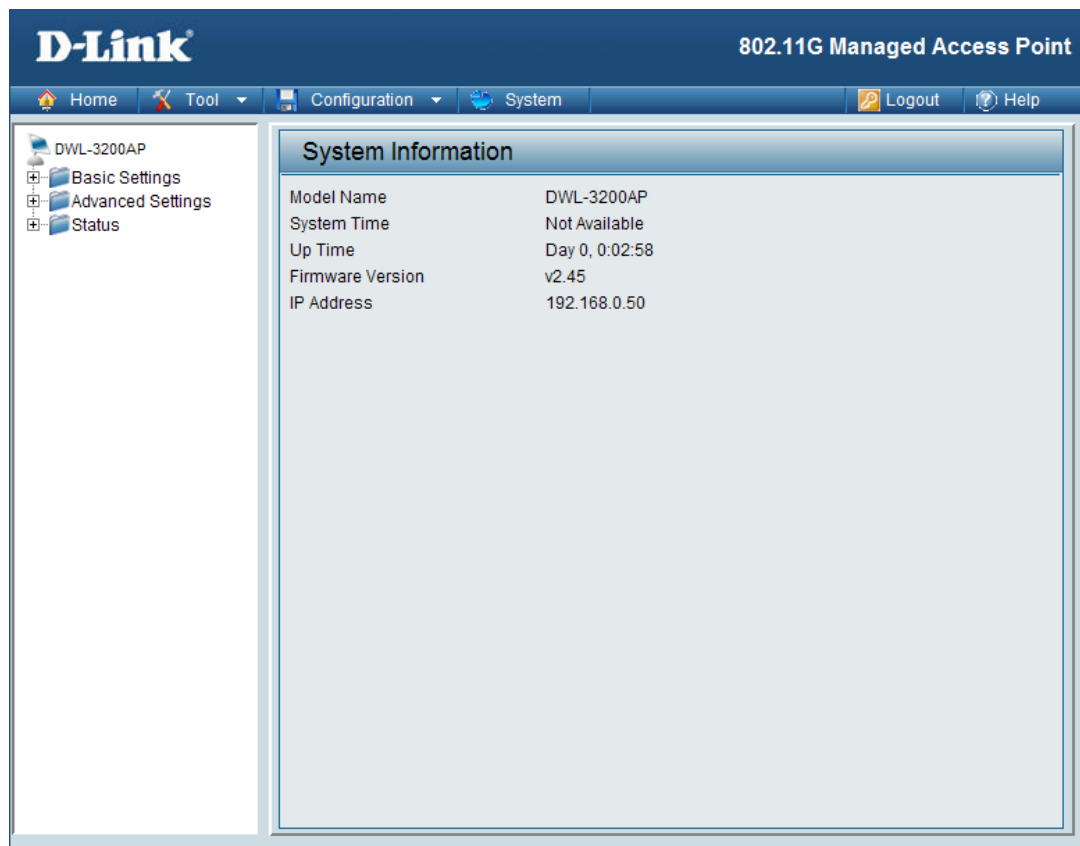 D-Link
802.11G Managed Access Point
Home Tool Configuration System Logout Help
DWL-3200AP
Basic Settings
Advanced Settings
Status
System Information
Model Name DWL-3200AP
System Time Not Available
Up Time Day 0, 0:02:58
Firmware Version v2.45
IP Address 192.168.0.50